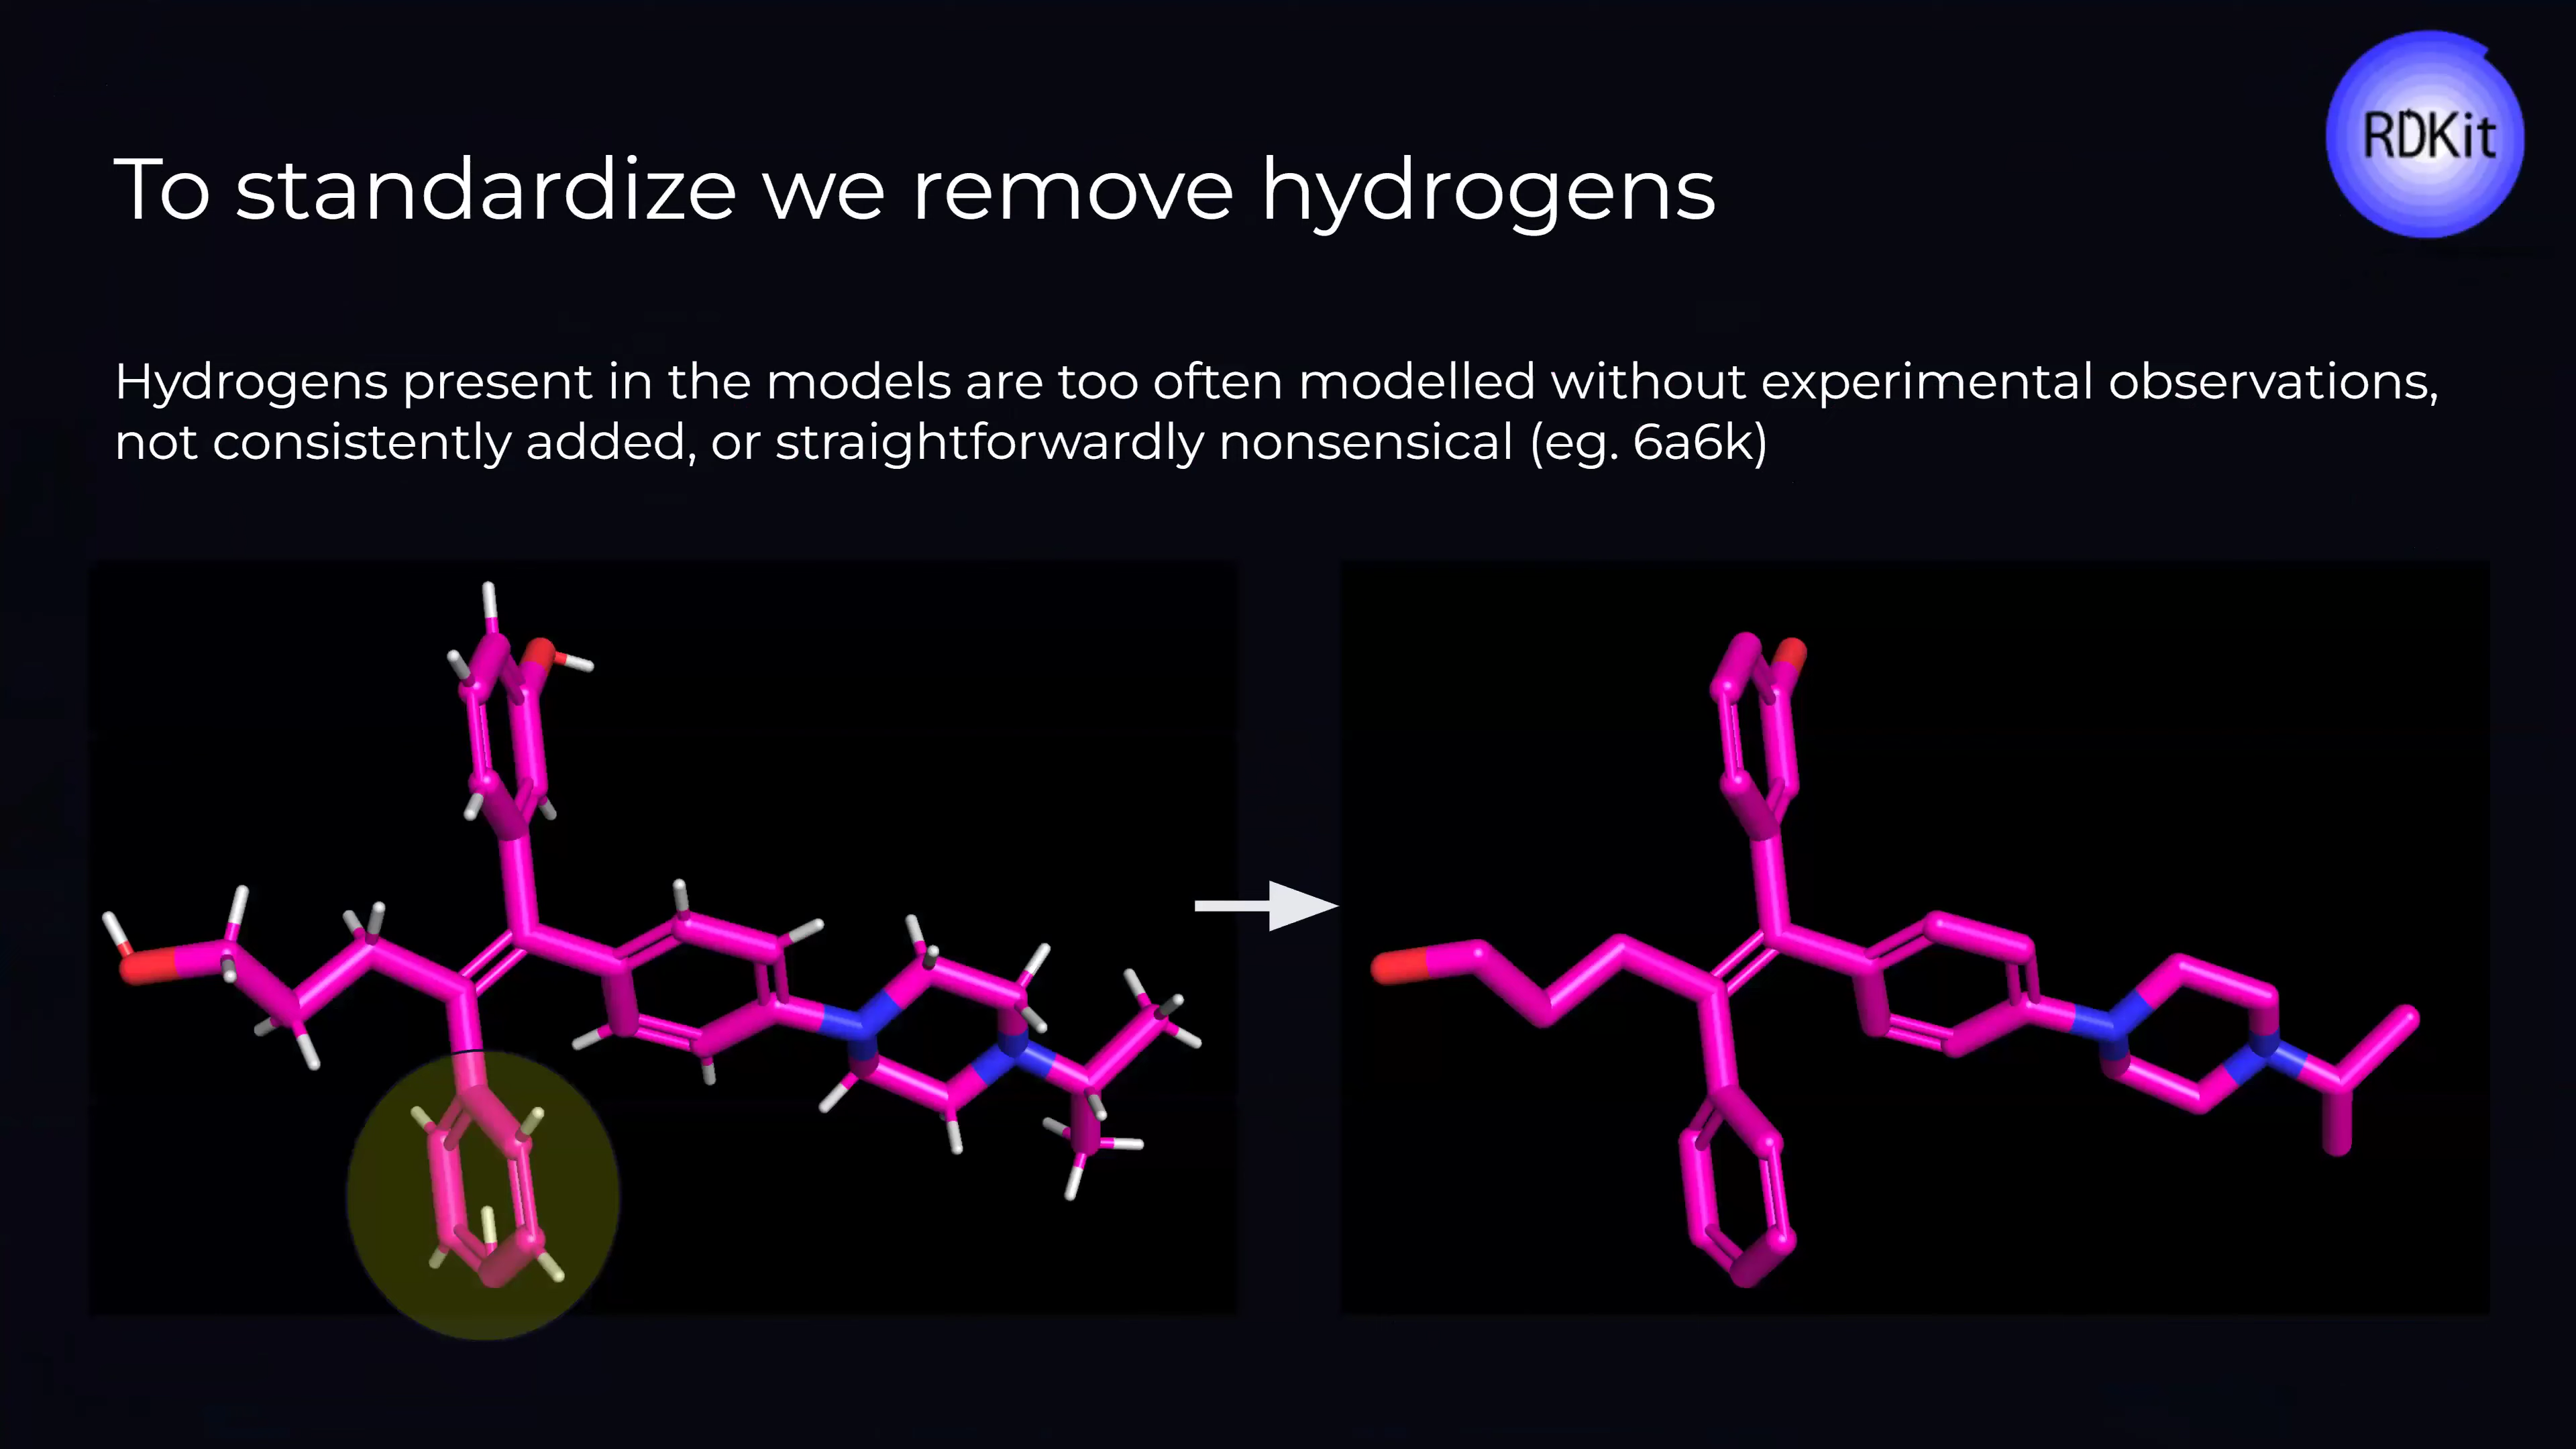 RDKit
To standardize we remove hydrogens
Hydrogens present in the models are too often modelled without experimental observations,
not consistently added, or straightforwardly nonsensical (eg. 6a6k)